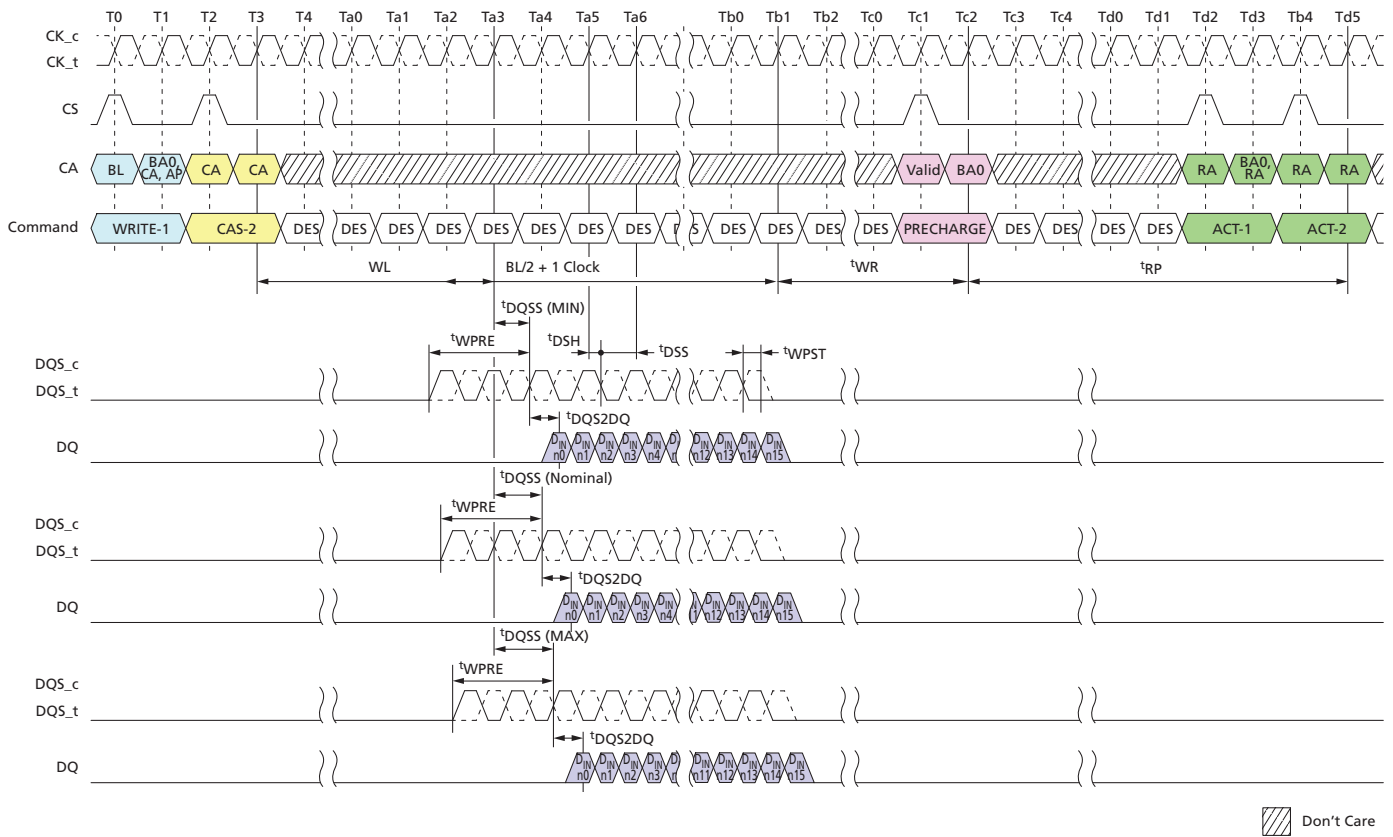 T0 T1 T2 T3 T4 Ta0 Ta1 Ta2 Ta3 Ta4 Ta5 Ta6 Tb0 Tb1 Tb2 Tc0 Tc1 Tc2 Tc3 Tc4 Td0 Td1 Td2 Td3 Tb4 Td5
CK_c
CK_t
CS
CA BL BA0, CA, AP CA CA Valid BA0 RA BA0, RA RA RA
Command WRITE-1 CAS-2 DES DES DES DES DES DES DES DES DES DES DES DES PRECHARGE DES DES DES DES ACT-1 ACT-2
WL BL/2 + 1 Clock tWR tRP
tDQSS (MIN)
tWPRE tDSH tDSS tWPST
DQS_c
DQS_t
tDQS2DQ
DQ DIN n0 DIN n1 DIN n2 DIN n3 DIN n4 DIN n12 DIN n13 DIN n14 DIN n15
tDQSS (Nominal)
tWPRE
DQS_c
DQS_t
tDQS2DQ
DQ DIN n0 DIN n1 DIN n2 DIN n3 DIN n4 DIN n12 DIN n13 DIN n14 DIN n15
tDQSS (MAX)
tWPRE
DQS_c
DQS_t
tDQS2DQ
DQ DIN n0 DIN n1 DIN n2 DIN n3 DIN n11 DIN n12 DIN n13 DIN n14 DIN n15
Don't Care